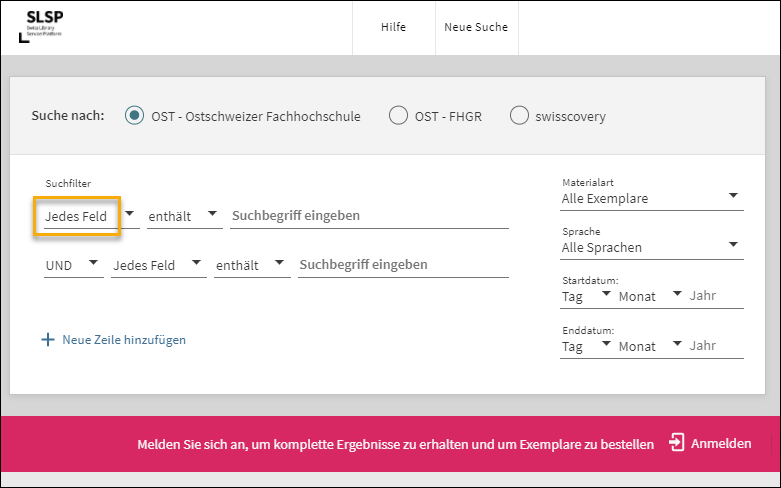 SLSP
Swiss Library
Service Platform
Hilfe
Neue Suche
Suche nach:
OST - Ostschweizer Fachhochschule
OST - FHGR
swisscovery
Suchfilter
Jedes Feld enthält Suchbegriff eingeben
UND Jedes Feld enthält Suchbegriff eingeben
Neue Zeile hinzufügen
Materialart
Alle Exemplare
Sprache
Alle Sprachen
Startdatum:
Tag Monat Jahr
Enddatum:
Tag Monat Jahr
Melden Sie sich an, um komplette Ergebnisse zu erhalten und um Exemplare zu bestellen
Anmelden